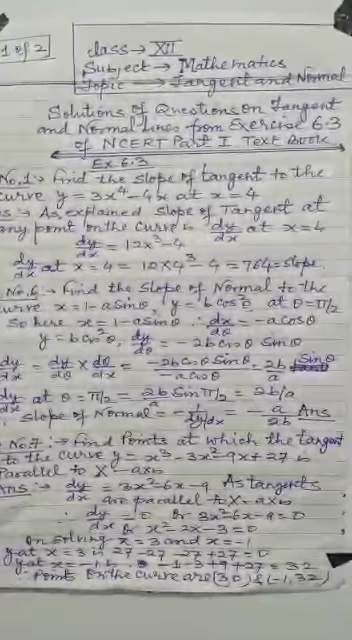 1 of 2
class → XII
Subject → Mathematics
Topic → Tangent and Normal
Solutions of Questions on Tangent
and Normal Lines from Exercise 6.3
of NCERT Part I Text Book
Ex 6.3
No.1 :→ Find the slope of tangent to the
curve y = 3x⁴ - 4x at x = 4
As explained slope of Tangent at
any point on the curve is dy/dx at x = 4
dy/dx = 12x³ - 4
dy/dx at x = 4 = 12×4³ - 4 = 764 = slope.
No.6 :→ Find the Slope of Normal to the
curve x = 1 - a sinθ, y = b cos²θ at θ = π/2
So here x = 1 - a sinθ ∴ dx/dθ = -a cosθ
y = b cos²θ, dy/dθ = -2b cosθ sinθ
dy/dx = dy/dθ × dθ/dx = -2b cosθ sinθ / -a cosθ = 2b/a sinθ
dy/dx at θ = π/2 = 2b/a sin π/2 = 2b/a
∴ slope of Normal = -1/dy/dx = -a/2b Ans
No.7 :→ Find Points at which the tangent
to the curve y = x³ - 3x² - 9x + 27 is
Parallel to X-axis
Ans :→ dy/dx = 3x² - 6x - 9 As tangents
are parallel to X-axis
∴ dy/dx = 0 Or 3x² - 6x - 9 = 0
Or x² - 2x - 3 = 0
On solving x = 3 and x = -1
y at x = 3 is 27 - 27 - 27 + 27 = 0
y at x = -1 is -1 - 3 + 9 + 27 = 32
Points on the curve are (3,0) & (-1,32)